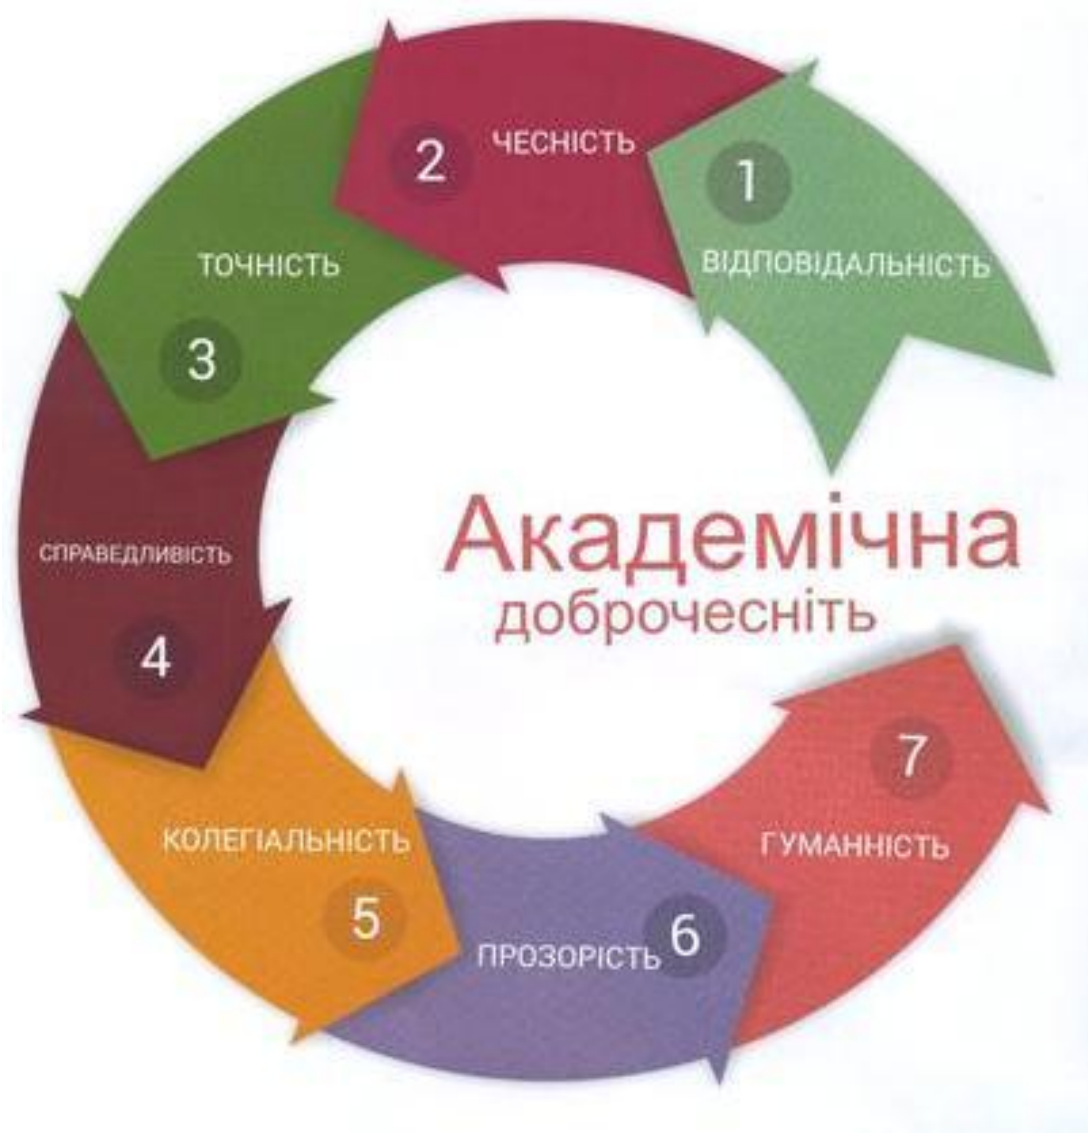 1
ВІДПОВІДАЛЬНІСТЬ
2
ЧЕСНІСТЬ
ТОЧНІСТЬ
3
СПРАВЕДЛИВІСТЬ
4
КОЛЕГІАЛЬНІСТЬ
5
ПРОЗОРІСТЬ
6
7
ГУМАННІСТЬ
Академічна
доброчесніть